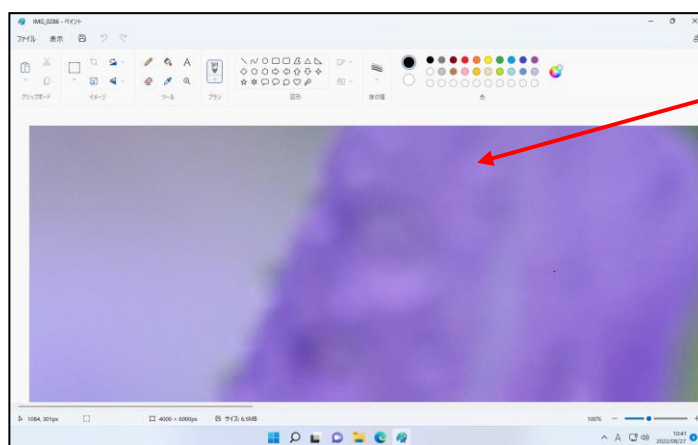 IMG_0286 - ペイント
ファイル 表示
クリップボード イメージ ツール ブラシ 図形 線の幅 色
1084, 301px 4000 × 6000px サイズ: 6.5MB 100%
A 10:41
2022/08/27